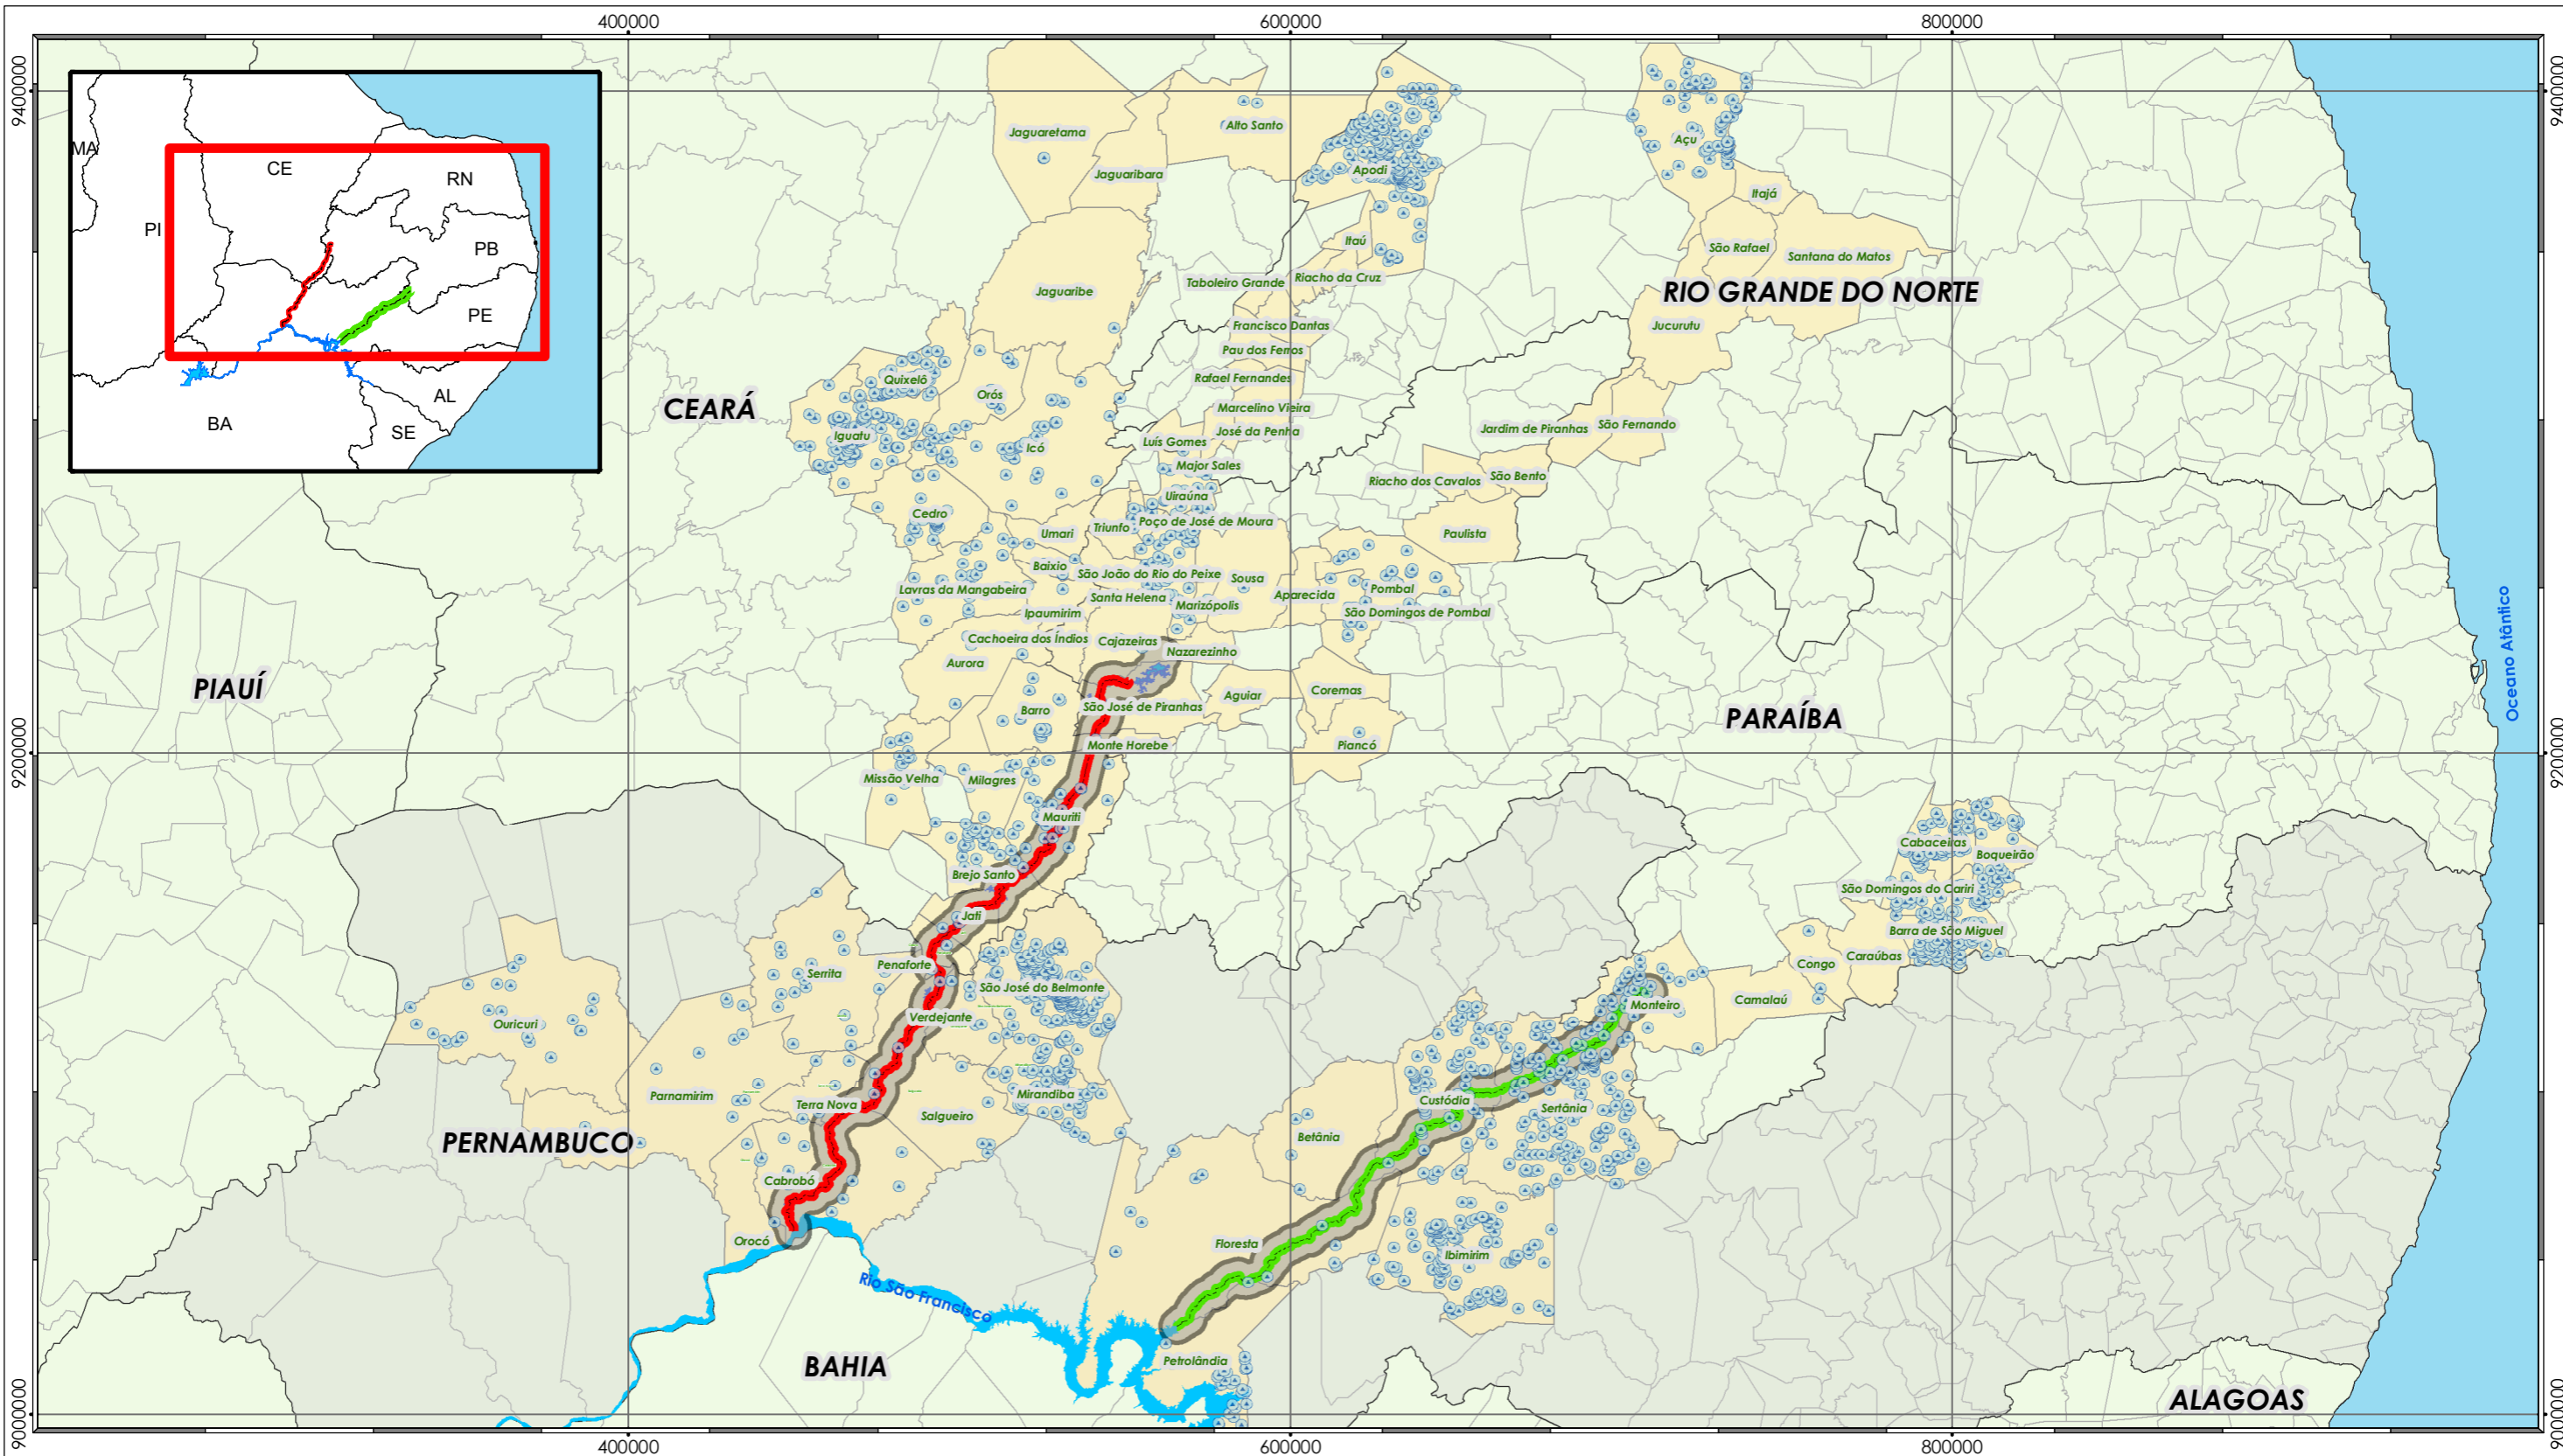 400000
600000
800000
9400000
9400000
MA
CE
RN
PI
PB
PE
AL
BA
SE
Jaguaretama
Alto Santo
Jaguaribara
Apodi
Açu
Itajá
Itaú
São Rafael
Santana do Matos
Taboleiro Grande
Riacho da Cruz
Jaguaribe
RIO GRANDE DO NORTE
Francisco Dantas
Jucurutu
Pau dos Ferros
Quixelô
Rafael Fernandes
Orós
CEARÁ
Marcelino Vieira
Iguatu
José da Penha
Jardim de Piranhas
São Fernando
Icó
Luís Gomes
Major Sales
Riacho dos Cavalos
São Bento
Uiraúna
Cedro
Triunfo
Poço de José de Moura
Umari
Paulista
Baixio
São João do Rio do Peixe
Sousa
Lavras da Mangabeira
Santa Helena
Marizópolis
Aparecida
Pombal
Ipaumirim
São Domingos de Pombal
Oceano Atântico
Cachoeira dos Índios
Cajazeiras
Nazarezinho
Aurora
PIAUÍ
Aguiar
Coremas
Barro
São José de Piranhas
PARAÍBA
Monte Horebe
Piancó
9200000
9200000
Missão Velha
Milagres
Mauriti
Cabaceiras
Boqueirão
Brejo Santo
São Domingos do Cariri
Jati
Barra de São Miguel
Penaforte
Serrita
Congo
Caraúbas
São José do Belmonte
Camalaú
Monteiro
Ouricuri
Verdejante
Parnamirim
Mirandiba
Terra Nova
Salgueiro
Custódia
Sertânia
PERNAMBUCO
Betânia
Cabrobó
Orocó
Floresta
Ibimirim
Rio São Francisco
BAHIA
Petrolândia
ALAGOAS
9000000
9000000
400000
600000
800000